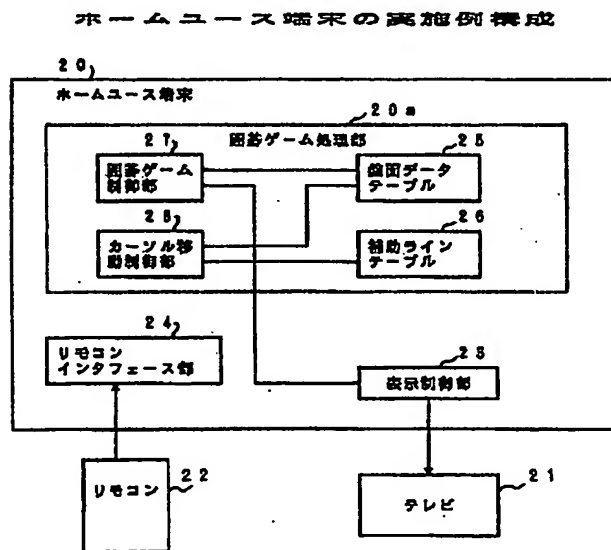 ホームユース端末の実施例構成
20
ホームユース端末
20a
囲碁ゲーム処理部
27
囲碁ゲーム
制御部
25
盤面データ
テーブル
28
カーソル移
動制御部
26
補助ライン
テーブル
24
リモコン
インタフェース部
23
表示制御部
リモコン
22
テレビ
21